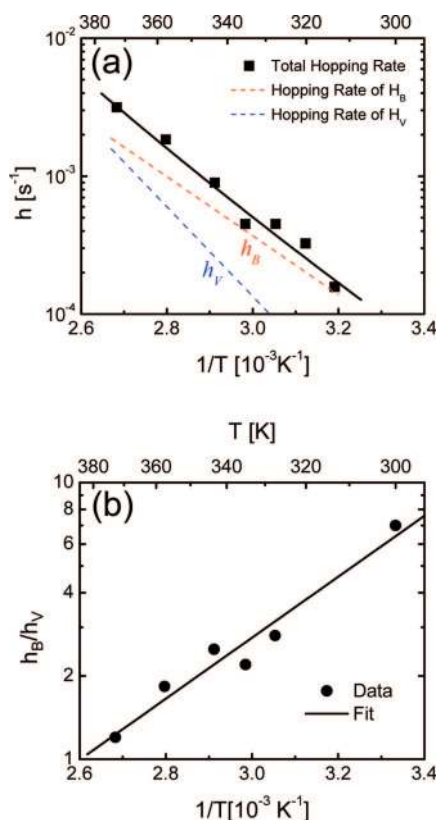 380 360 340 320 300
(a)
10⁻²
10⁻³
10⁻⁴
h [s⁻¹]
Total Hopping Rate
Hopping Rate of H_B
Hopping Rate of H_V
h_B
h_V
2.6 2.8 3.0 3.2 3.4
1/T [10⁻³K⁻¹]
T [K]
380 360 340 320 300
(b)
10
8
6
4
2
1
h_B/h_V
Data
Fit
2.6 2.8 3.0 3.2 3.4
1/T[10⁻³ K⁻¹]